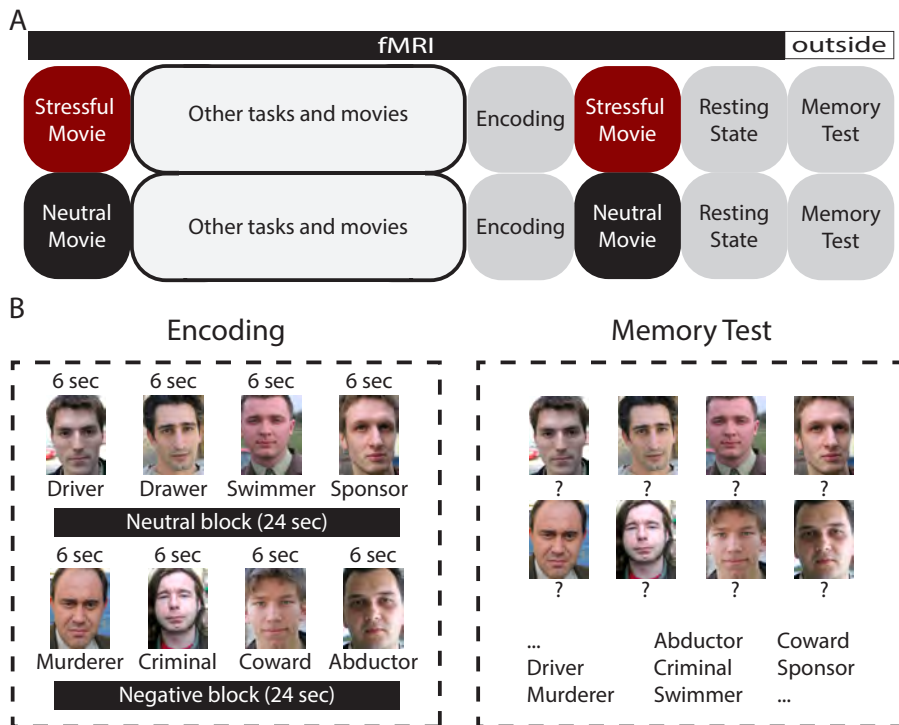 A
fMRI
outside
Stressful
Movie
Other tasks and movies
Encoding
Stressful
Movie
Resting
State
Memory
Test
Neutral
Movie
Other tasks and movies
Encoding
Neutral
Movie
Resting
State
Memory
Test
B
Encoding
6 sec 6 sec 6 sec 6 sec
Driver Drawer Swimmer Sponsor
Neutral block (24 sec)
6 sec 6 sec 6 sec 6 sec
Murderer Criminal Coward Abductor
Negative block (24 sec)
Memory Test
? ? ? ?
? ? ? ?
... Abductor Coward
Driver Criminal Sponsor
Murderer Swimmer ...